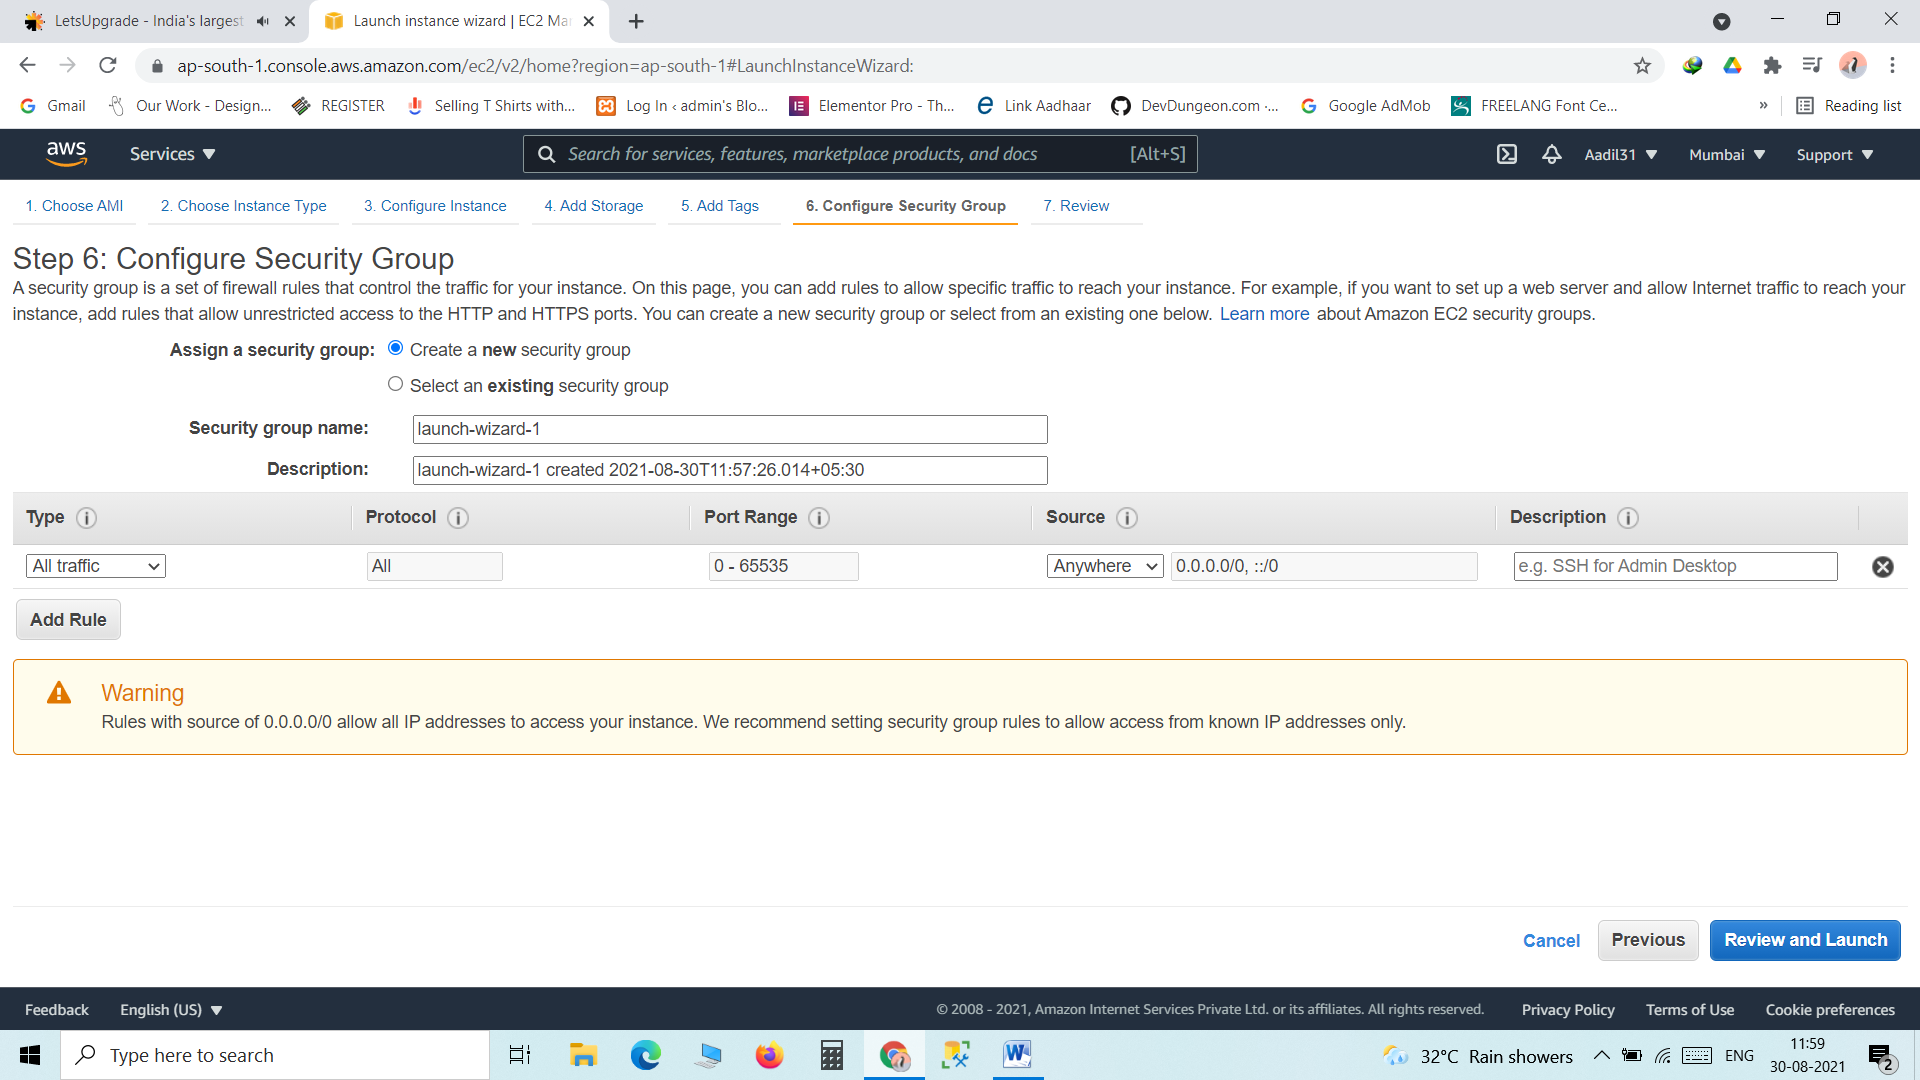 LetsUpgrade - India's largest
Launch instance wizard | EC2 Ma
ap-south-1.console.aws.amazon.com/ec2/v2/home?region=ap-south-1#LaunchInstanceWizard:
Gmail Our Work - Design... REGISTER Selling T Shirts with... Log In ‹ admin's Blo... Elementor Pro - Th... Link Aadhaar DevDungeon.com -... Google AdMob FREELANG Font Ce... » Reading list
aws Services Search for services, features, marketplace products, and docs [Alt+S] Aadil31 Mumbai Support
1. Choose AMI 2. Choose Instance Type 3. Configure Instance 4. Add Storage 5. Add Tags 6. Configure Security Group 7. Review
Step 6: Configure Security Group
A security group is a set of firewall rules that control the traffic for your instance. On this page, you can add rules to allow specific traffic to reach your instance. For example, if you want to set up a web server and allow Internet traffic to reach your
instance, add rules that allow unrestricted access to the HTTP and HTTPS ports. You can create a new security group or select from an existing one below. Learn more about Amazon EC2 security groups.
Assign a security group: Create a new security group
Select an existing security group
Security group name: launch-wizard-1
Description: launch-wizard-1 created 2021-08-30T11:57:26.014+05:30
Type Protocol Port Range Source Description
All traffic All 0 - 65535 Anywhere 0.0.0.0/0, ::/0 e.g. SSH for Admin Desktop
Add Rule
Warning
Rules with source of 0.0.0.0/0 allow all IP addresses to access your instance. We recommend setting security group rules to allow access from known IP addresses only.
Cancel Previous Review and Launch
Feedback English (US) © 2008 - 2021, Amazon Internet Services Private Ltd. or its affiliates. All rights reserved. Privacy Policy Terms of Use Cookie preferences
Type here to search 32°C Rain showers ENG 11:59
30-08-2021 2